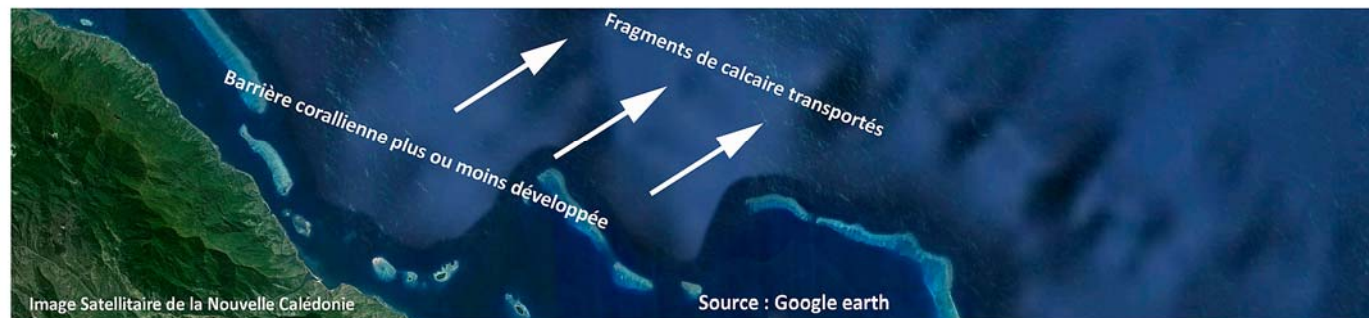 Fragments de calcaire transportés
Barrière corallienne plus ou moins développée
Image Satellitaire de la Nouvelle Calédonie
Source : Google earth